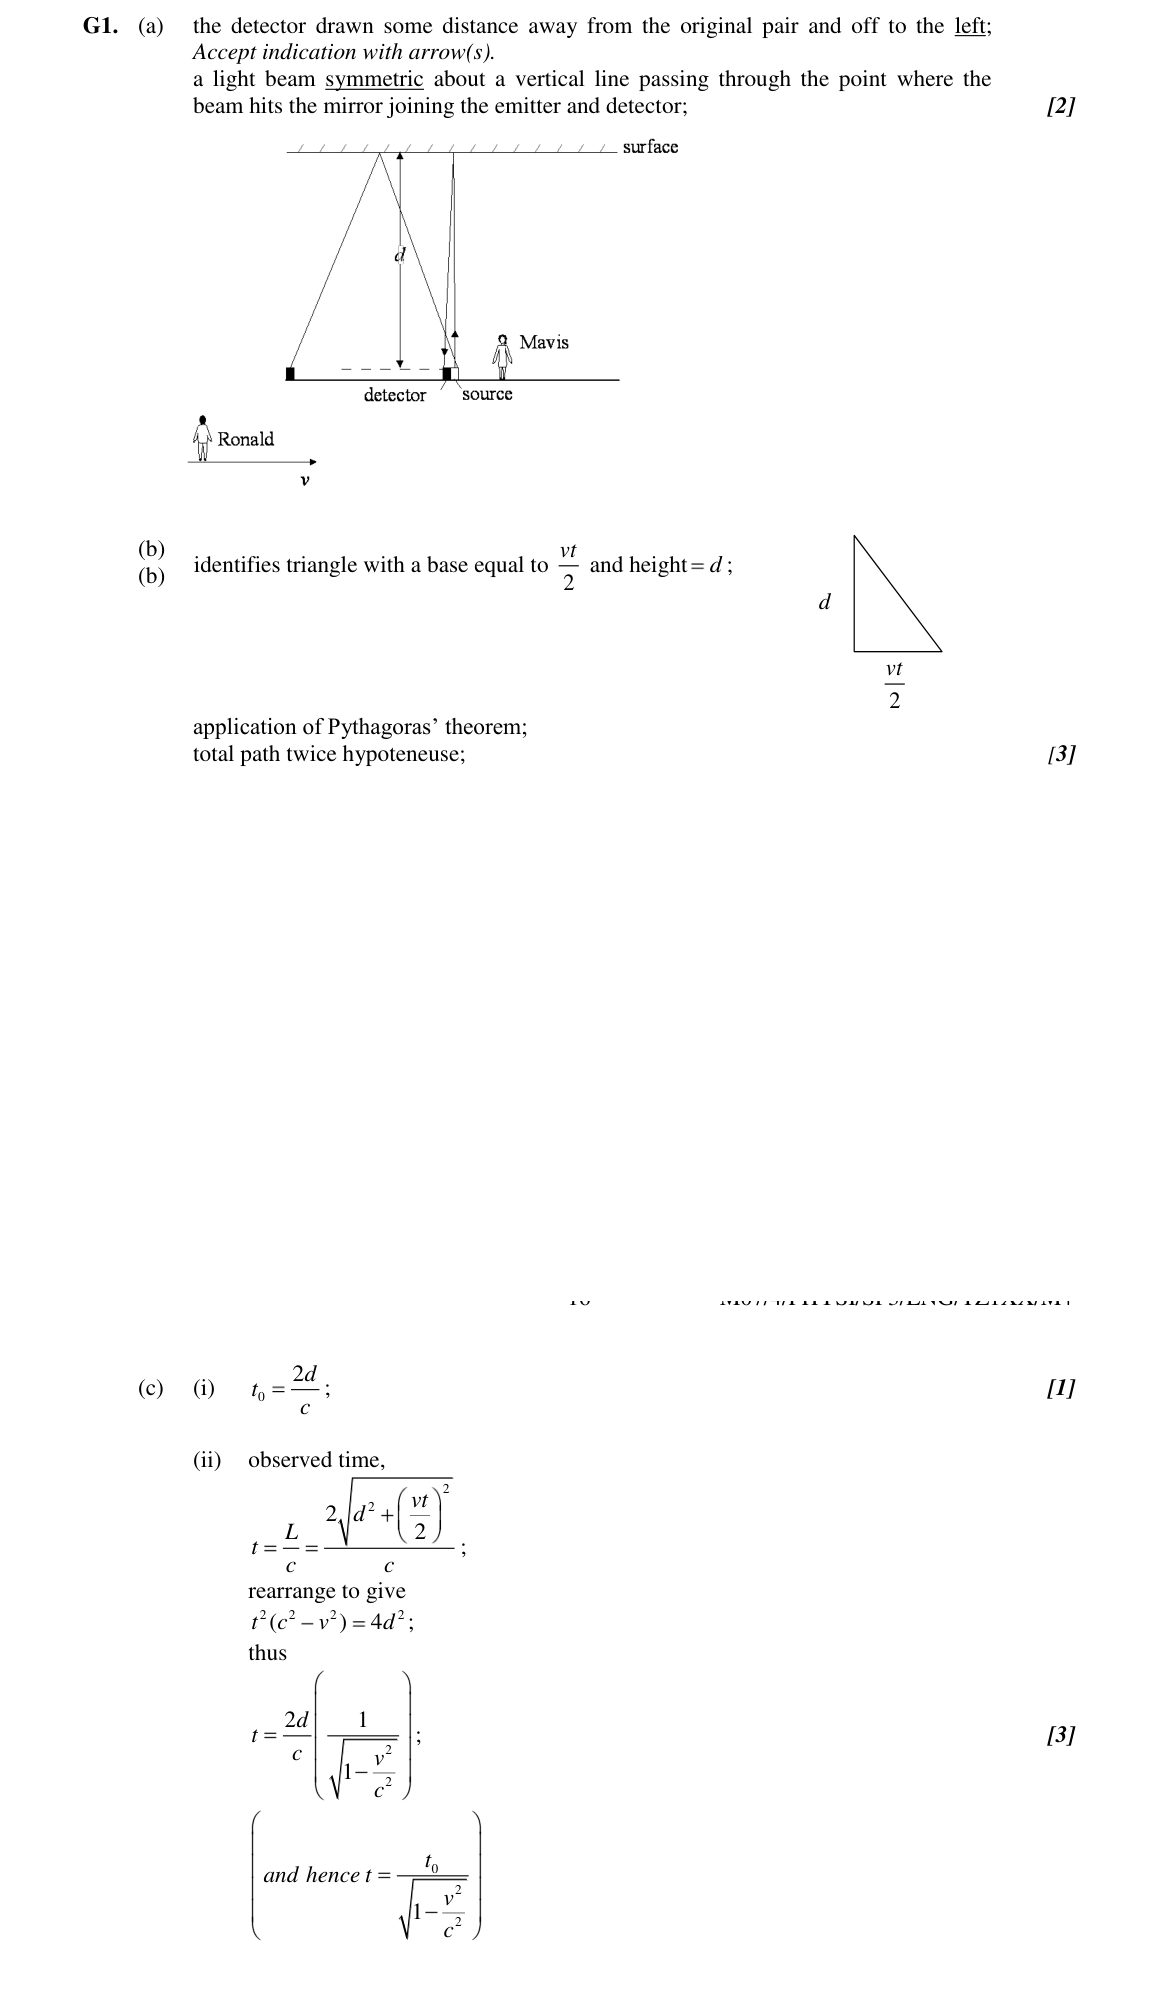 G1. (a) the detector drawn some distance away from the original pair and off to the left;
Accept indication with arrow(s).
a light beam symmetric about a vertical line passing through the point where the
beam hits the mirror joining the emitter and detector; [2]
surface
d
Mavis
detector source
Ronald
v
(b)
(b) identifies triangle with a base equal to vt/2 and height = d ;
d
vt/2
application of Pythagoras’ theorem;
total path twice hypoteneuse; [3]
(c) (i) t₀ = 2d/c ; [1]
(ii) observed time,
t = L/c = 2√(d² + (vt/2)²)/c ;
rearrange to give
t²(c² – v²) = 4d² ;
thus
t = 2d/c (1/√(1 – v²/c²)) ; [3]
(and hence t = t₀/√(1 – v²/c²))